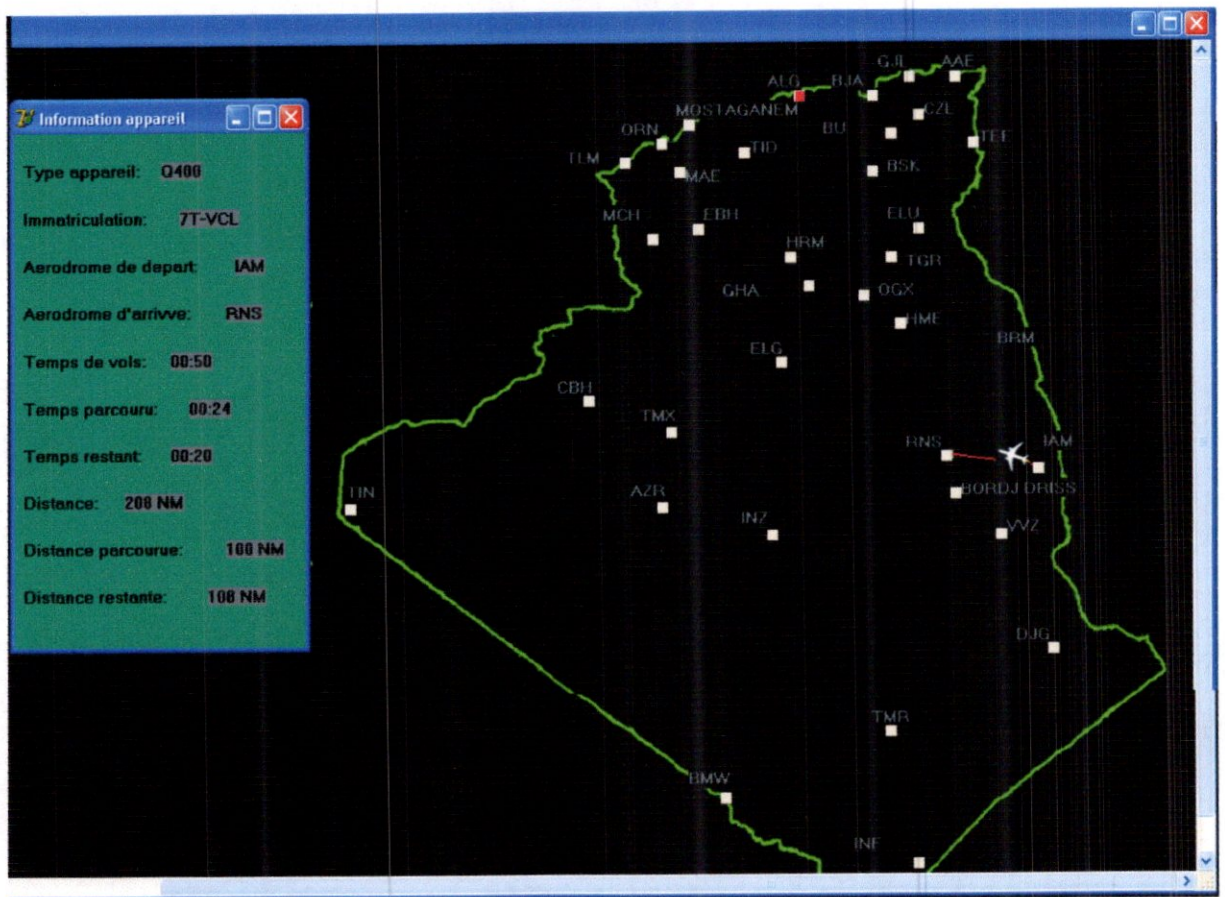 Information appareil
Type appareil: Q400
Immatriculation: 7T-VCL
Aerodrome de depart: IAM
Aerodrome d'arrivve: RNS
Temps de vols: 00:50
Temps parcouru: 00:24
Temps restant: 00:20
Distance: 208 NM
Distance parcourue: 100 NM
Distance restante: 108 NM
GJL AAE
ALG BJA
MOSTAGANEM CZL
ORN BU TEE
TLM TID
MAE BSK
MCH EBH ELU
HRM
GHA TGR
OGX
HME
BRM
ELG
CBH
TMX
RNS IAM
TIN AZR BORDJ DRISS
INZ VVZ
DJG
TMR
BMW
INF